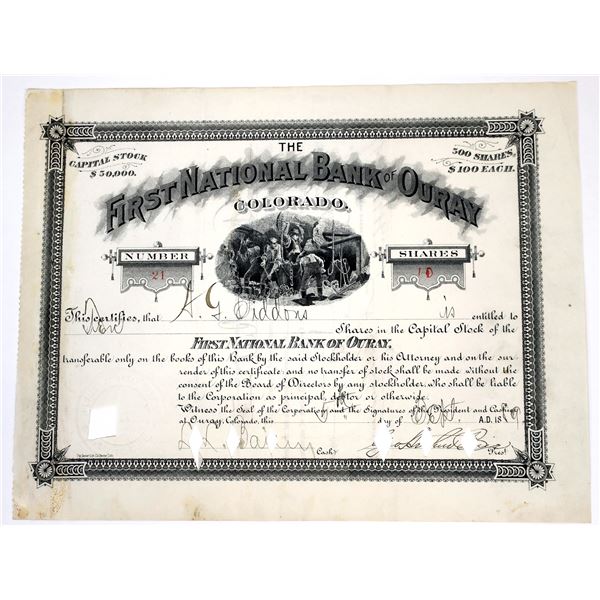 THE
CAPITAL STOCK
$50,000.
500 SHARES,
$100 EACH.
FIRST NATIONAL BANK OF OURAY
COLORADO.
NUMBER
21
SHARES
10
This certifies, that A. G. Siddons is entitled to
Ten Shares in the Capital Stock of the
FIRST NATIONAL BANK OF OURAY,
transferable only on the books of this Bank by the said Stockholder or his Attorney and on the sur-
render of this certificate: and no transfer of stock shall be made without the
consent of the Board of Directors by any stockholder, who shall be liable
to the Corporation as principal, debtor or otherwise.
Witness the Seal of the Corporation and the Signatures of the President and Cashier
at Ouray, Colorado, this 5th day of Sept. A.D. 18
Cash'r
Pres't